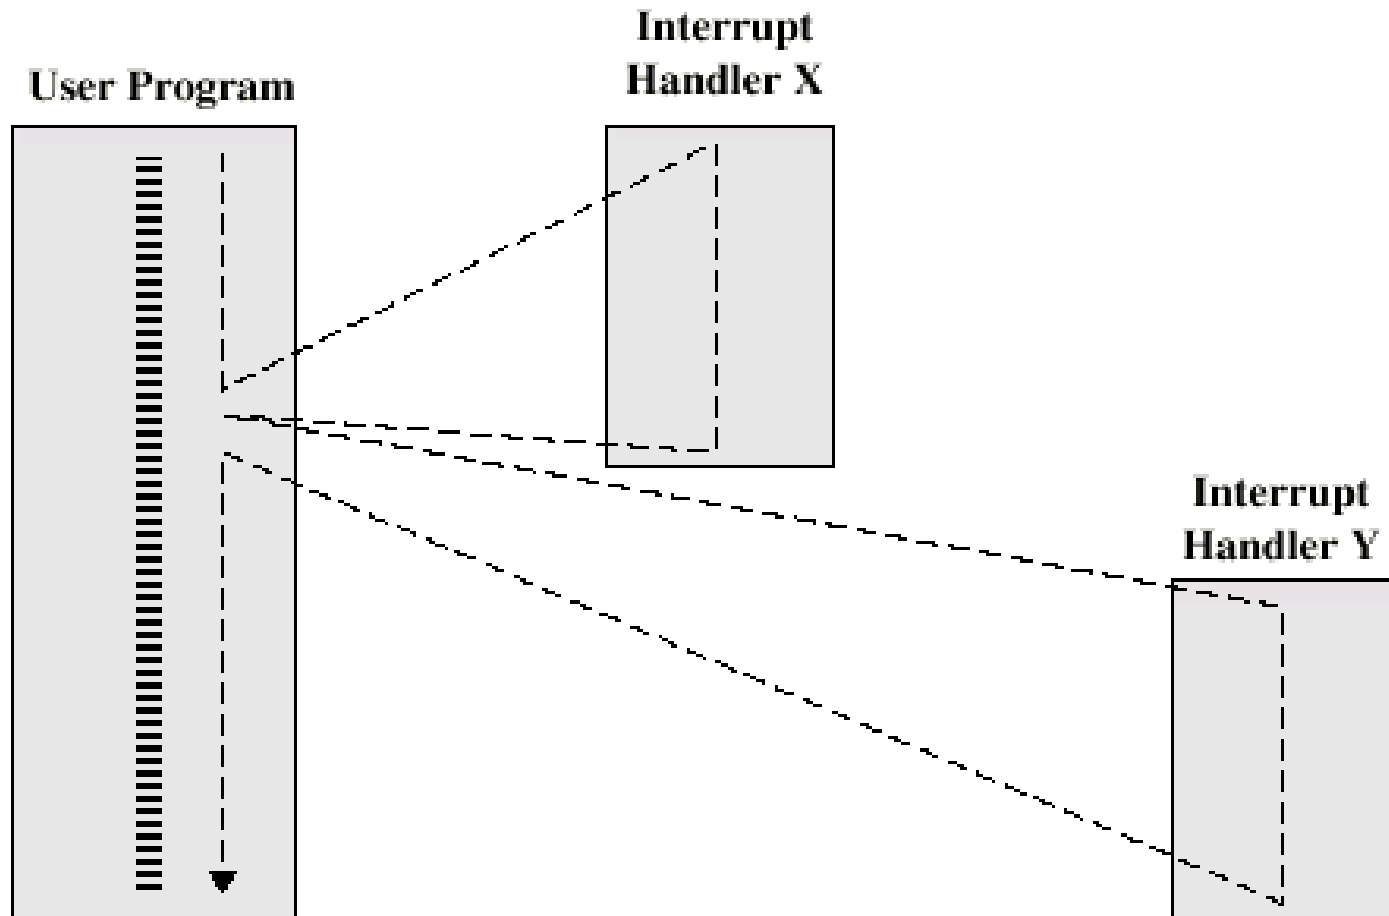 User Program
Interrupt
Handler X
Interrupt
Handler Y